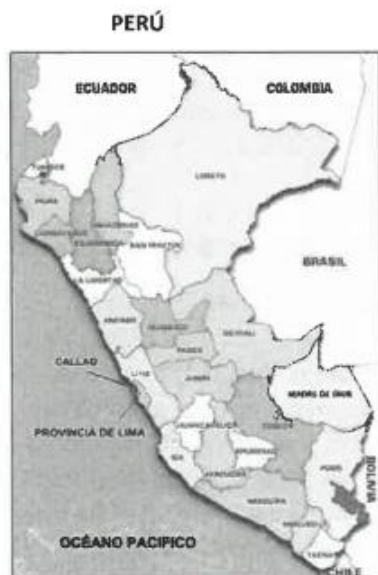 PERÚ
ECUADOR
COLOMBIA
TUMBES
LORETO
PIURA
AMAZONAS
CAJAMARCA
SAN MARTIN
BRASIL
LA LIBERTAD
ANCASH
HUANUCO
UCAYALI
PASCO
CALLAO
LIMA
JUNIN
MADRE DE DIOS
PROVINCIA DE LIMA
HUANCAVELICA
CUSCO
ICA
APURIMAC
PUNO
AYACUCHO
BOLIVIA
AREQUIPA
OCÉANO PACIFICO
TACNA
CHILE